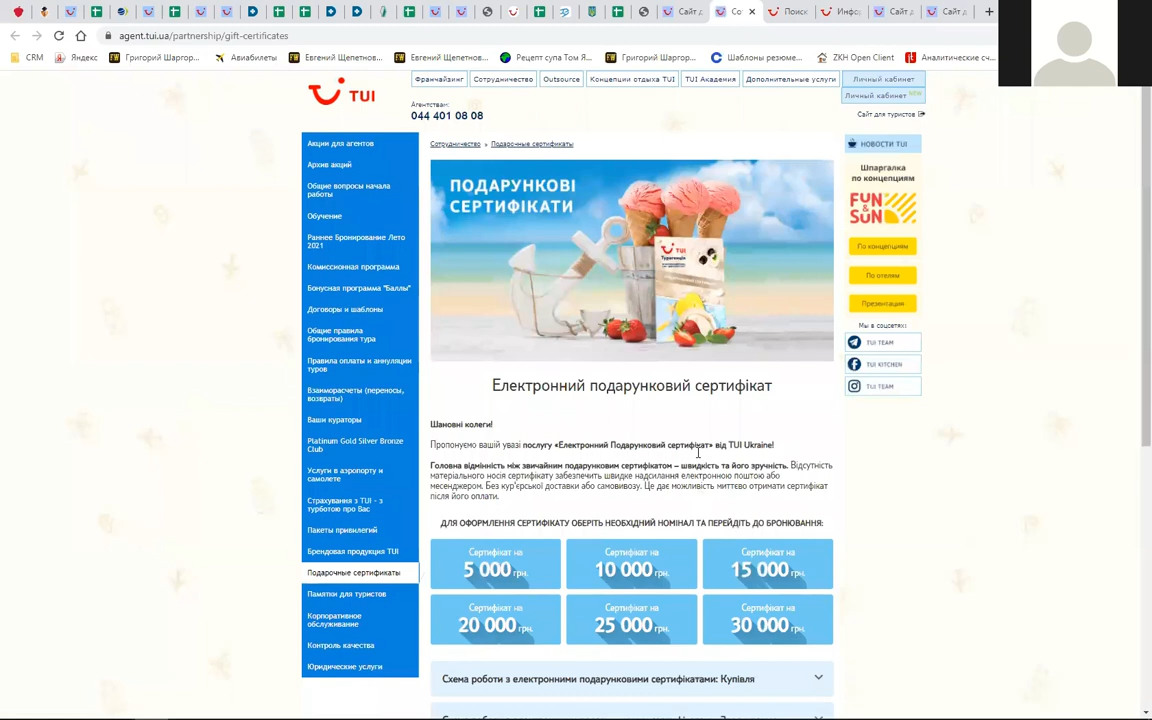 Сайт д
Со
Поиск
Инфо
Сайт д
Сайт д
agent.tui.ua/partnership/gift-certificates
CRM
Яндекс
Григорий Шаргор...
Авиабилеты
Евгений Щепетнов...
Рецепт супа Том Я...
Евгений Щепетнов...
Григорий Шаргор...
Шаблоны резюме...
ZKH Open Client
Аналитические сч...
TUI
Франчайзинг
Сотрудничество
Outsource
Концепции отдыха TUI
TUI Академия
Дополнительные услуги
Личный кабинет
Личный кабинет NEW
Агентствам:
044 401 08 08
Сайт для туристов
Акции для агентов
Архив акций
Общие вопросы начала
работы
Обучение
Раннее Бронирование Лето
2021
Комиссионная программа
Бонусная программа "Баллы"
Договоры и шаблоны
Общие правила
бронирования тура
Правила оплаты и аннуляции
туров
Взаиморасчеты (переносы,
возвраты)
Ваши кураторы
Platinum Gold Silver Bronze
Club
Услуги в аэропорту и
самолете
Страхування з TUI - з
турботою про Вас
Пакеты привилегий
Брендовая продукция TUI
Подарочные сертификаты
Памятки для туристов
Корпоративное
обслуживание
Контроль качества
Юридические услуги
Сотрудничество » Подарочные сертификаты
ПОДАРУНКОВІ
СЕРТИФІКАТИ
TUI
Турагенція
Електронний подарунковий сертифікат
Шановні колеги!
Пропонуємо вашій увазі послугу «Електронний Подарунковий сертифікат» від TUI Ukraine!
Головна відмінність між звичайним подарунковим сертифікатом – швидкість та його зручність. Відсутність
матеріального носія сертифікату забезпечить швидке надсилання електронною поштою або
месенджером. Без кур'єрської доставки або самовивозу. Це дає можливість миттєво отримати сертифікат
після його оплати.
ДЛЯ ОФОРМЛЕННЯ СЕРТИФІКАТУ ОБЕРІТЬ НЕОБХІДНИЙ НОМІНАЛ ТА ПЕРЕЙДІТЬ ДО БРОНЮВАННЯ:
Сертифікат на
5 000 грн.
Сертифікат на
10 000 грн.
Сертифікат на
15 000 грн.
Сертифікат на
20 000 грн.
Сертифікат на
25 000 грн.
Сертифікат на
30 000 грн.
Схема роботи з електронними подарунковими сертифікатами: Купівля
НОВОСТИ TUI
Шпаргалка
по концепциям
FUN
&SUN
По концепциям
По отелям
Презентация
Мы в соцсетях:
TUI TEAM
TUI KITCHEN
TUI TEAM